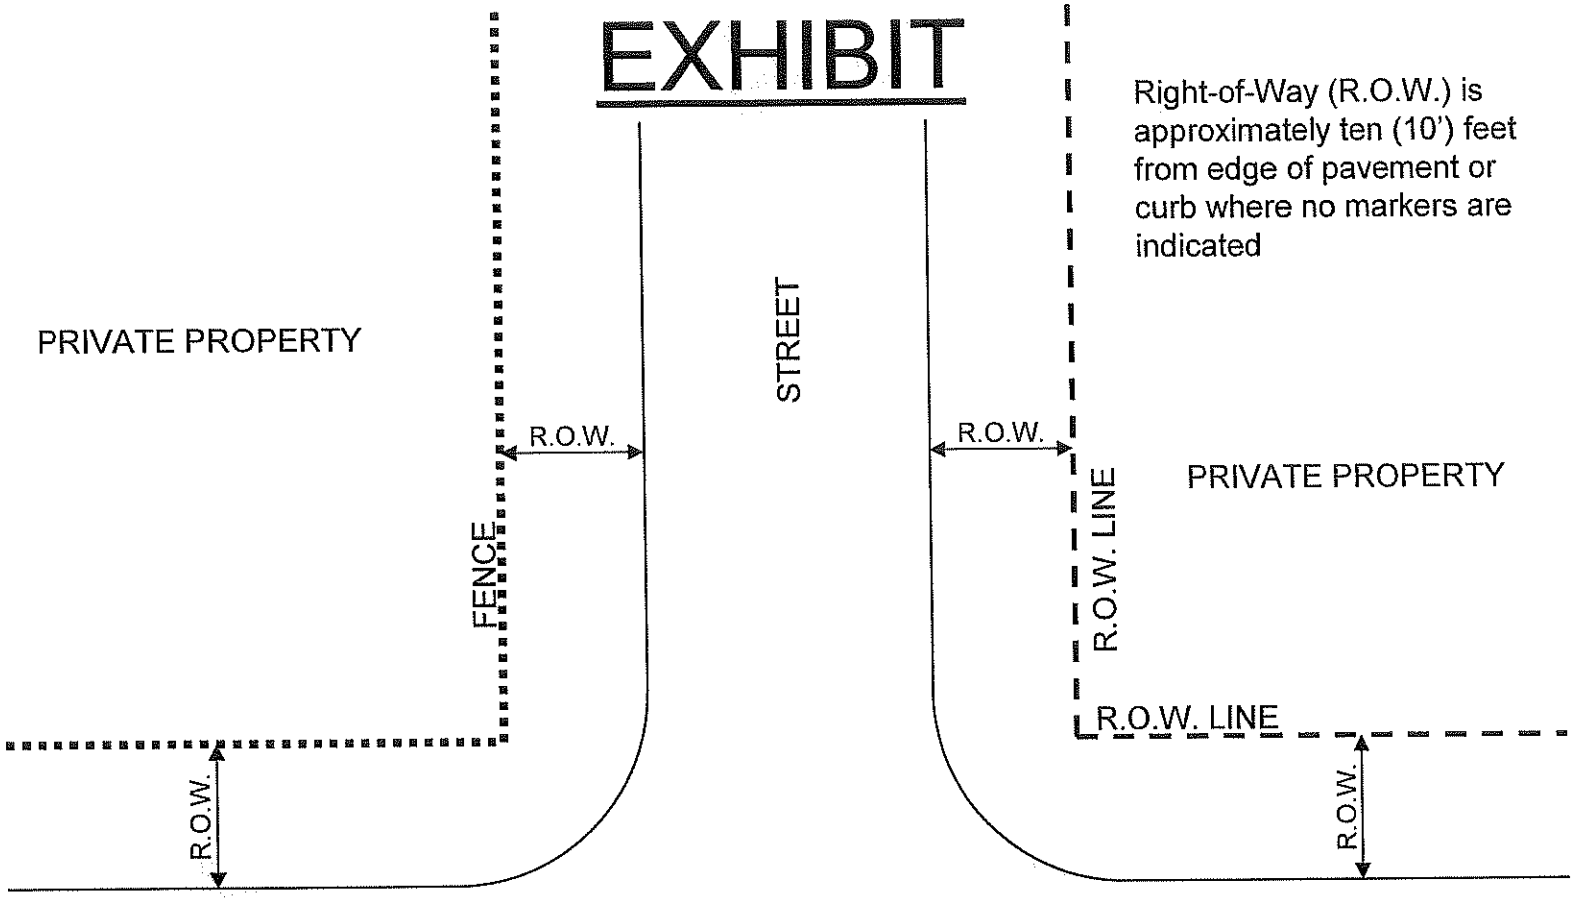 EXHIBIT
Right-of-Way (R.O.W.) is
approximately ten (10') feet
from edge of pavement or
curb where no markers are
indicated
PRIVATE PROPERTY
STREET
R.O.W.
R.O.W.
PRIVATE PROPERTY
FENCE
R.O.W. LINE
R.O.W. LINE
R.O.W.
R.O.W.